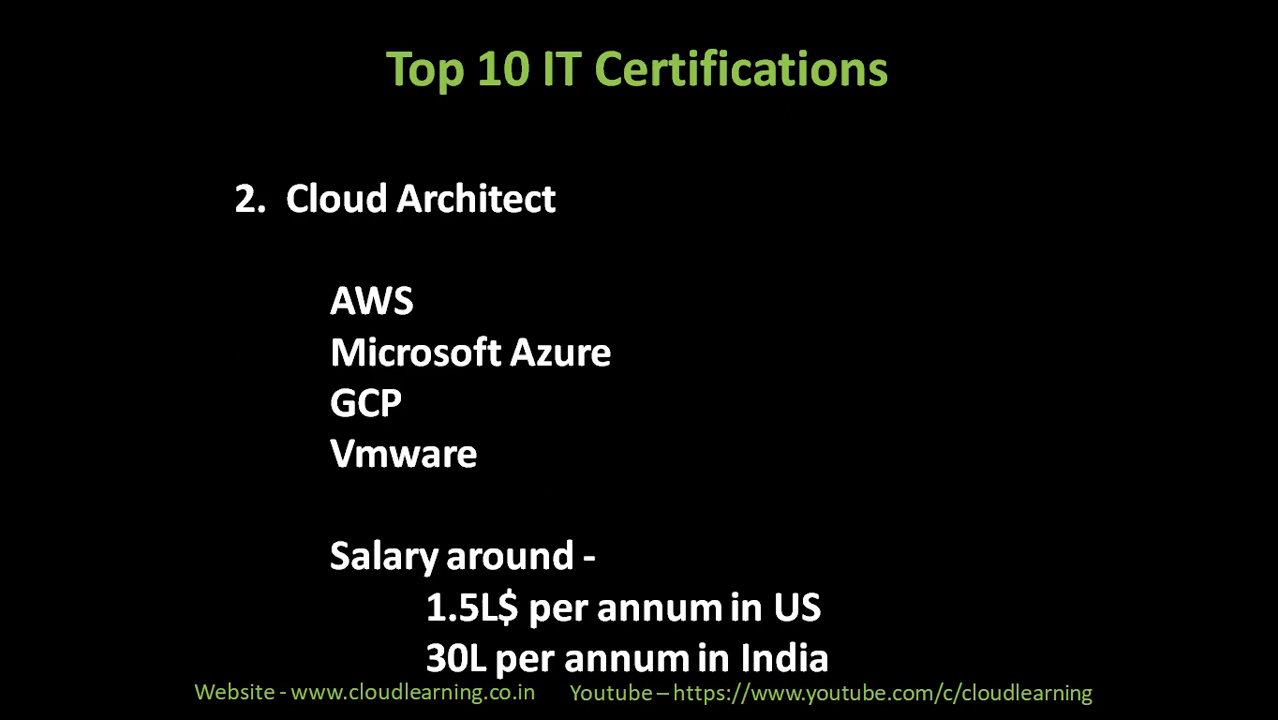 Top 10 IT Certifications
2. Cloud Architect
AWS
Microsoft Azure
GCP
Vmware
Salary around -
1.5L$ per annum in US
30L per annum in India
Website - www.cloudlearning.co.in Youtube – https://www.youtube.com/c/cloudlearning